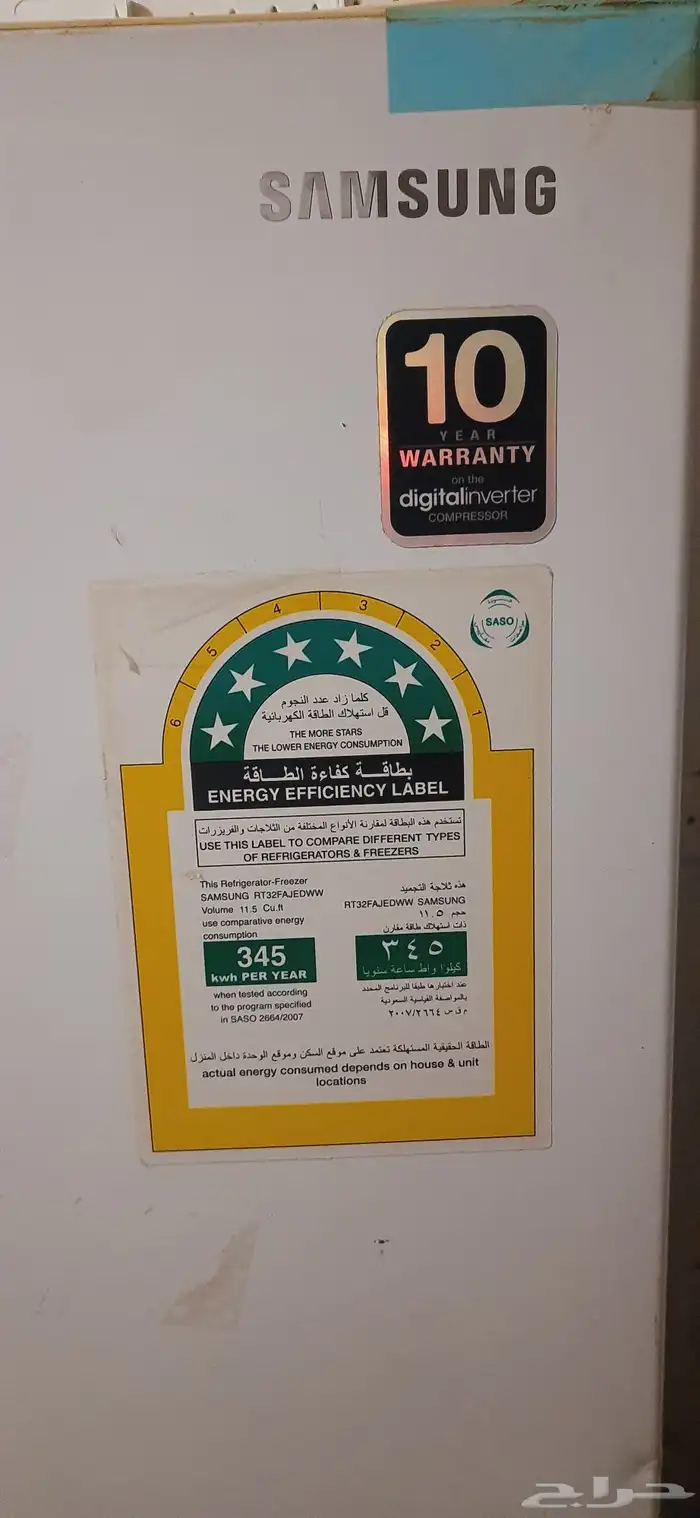 SAMSUNG
10
YEAR
WARRANTY
on the
digitalinverter
COMPRESSOR
SASO
6 5 4 3 2 1
كلما زاد عدد النجوم
قل استهلاك الطاقة الكهربائية
THE MORE STARS
THE LOWER ENERGY CONSUMPTION
بطاقة كفاءة الطاقة
ENERGY EFFICIENCY LABEL
تستخدم هذه البطاقة لمقارنة الأنواع المختلفة من الثلاجات والفريزرات
USE THIS LABEL TO COMPARE DIFFERENT TYPES
OF REFRIGERATORS & FREEZERS
This Refrigerator-Freezer
SAMSUNG RT32FAJEDWW
Volume 11.5 Cu.ft
use comparative energy
consumption
345
kwh PER YEAR
when tested according
to the program specified
in SASO 2664/2007
هذه ثلاجة التجميد
RT32FAJEDWW SAMSUNG
حجم ١١.٥
ذات استهلاك طاقة مقارن
٣٤٥
كيلوا واط ساعة سنويا
عند اختبارها طبقا للبرنامج المحدد
بالمواصفة القياسية السعودية
م ق س ٢٠٠٧/٢٦٦٤
الطاقة الحقيقية المستهلكة تعتمد على موقع السكن وموقع الوحدة داخل المنزل
actual energy consumed depends on house & unit
locations
حراج